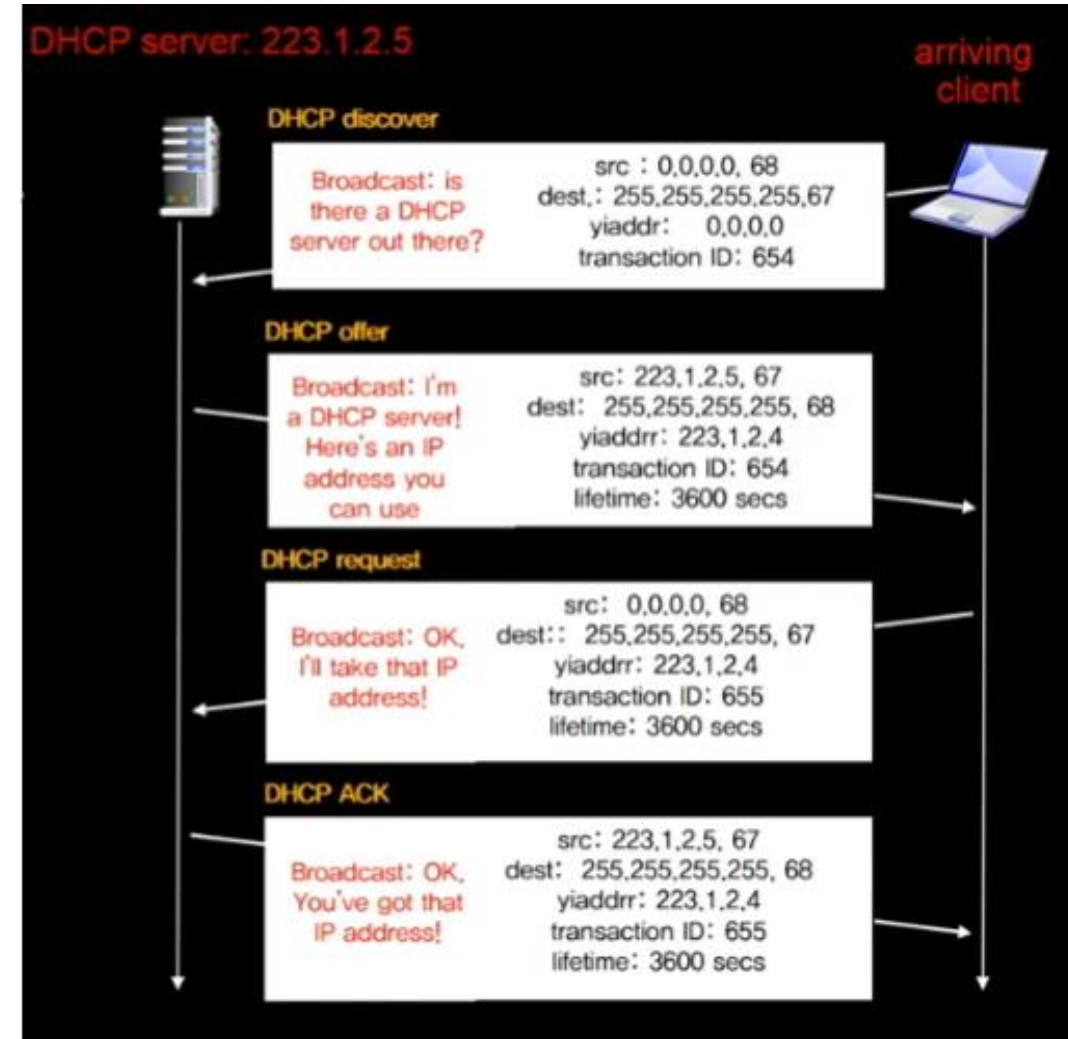 DHCP server: 223.1.2.5
arriving
client
DHCP discover
Broadcast: is
there a DHCP
server out there?
src : 0,0,0,0, 68
dest,: 255,255,255,255,67
yiaddr: 0,0,0,0
transaction ID: 654
DHCP offer
Broadcast: I'm
a DHCP server!
Here's an IP
address you
can use
src: 223,1,2,5, 67
dest: 255,255,255,255, 68
yiaddrr: 223,1,2,4
transaction ID: 654
lifetime: 3600 secs
DHCP request
Broadcast: OK,
I'll take that IP
address!
src: 0,0,0,0, 68
dest:: 255,255,255,255, 67
yiaddrr: 223,1,2,4
transaction ID: 655
lifetime: 3600 secs
DHCP ACK
Broadcast: OK,
You've got that
IP address!
src: 223,1,2,5, 67
dest: 255,255,255,255, 68
yiaddrr: 223,1,2,4
transaction ID: 655
lifetime: 3600 secs